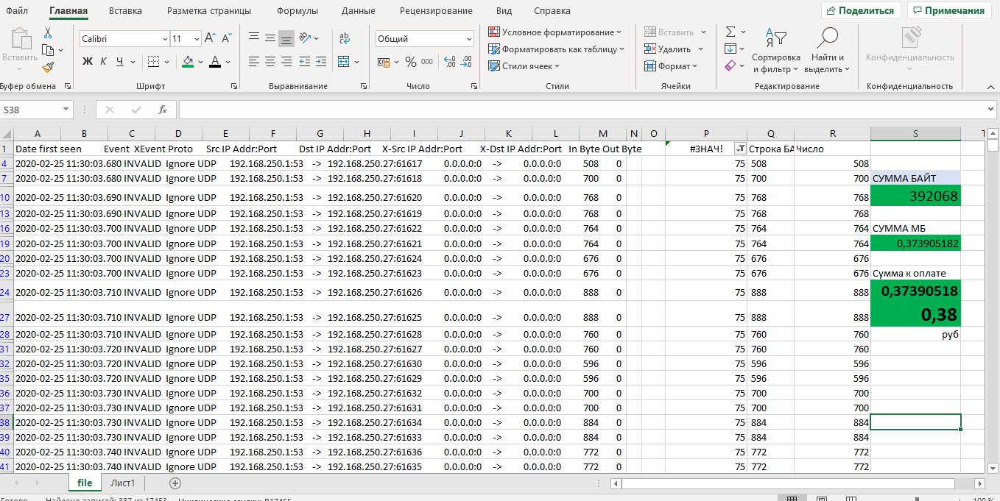 Файл Главная Вставка Разметка страницы Формулы Данные Рецензирование Вид Справка Поделиться Примечания
Вставить
Calibri 11
Ж К Ч
Общий
% 000
Условное форматирование
Форматировать как таблицу
Стили ячеек
Вставить
Удалить
Формат
Сортировка и фильтр
Найти и выделить
Конфиденциальность
Буфер обмена Шрифт Выравнивание Число Стили Ячейки Редактирование Конфиденциальность
S38 fx
A B C D E F G H I J K L M N O P Q R S T
1 Date first seen Event XEvent Proto Src IP Addr:Port Dst IP Addr:Port X-Src IP Addr:Port X-Dst IP Addr:Port In Byte Out Byte #ЗНАЧ! Строка БА Число
4 2020-02-25 11:30:03.680 INVALID Ignore UDP 192.168.250.1:53 -> 192.168.250.27:61617 0.0.0.0:0 -> 0.0.0.0:0 508 0 75 508 508
7 2020-02-25 11:30:03.680 INVALID Ignore UDP 192.168.250.1:53 -> 192.168.250.27:61618 0.0.0.0:0 -> 0.0.0.0:0 700 0 75 700 700 СУММА БАЙТ
10 2020-02-25 11:30:03.690 INVALID Ignore UDP 192.168.250.1:53 -> 192.168.250.27:61620 0.0.0.0:0 -> 0.0.0.0:0 768 0 75 768 768 392068
13 2020-02-25 11:30:03.690 INVALID Ignore UDP 192.168.250.1:53 -> 192.168.250.27:61619 0.0.0.0:0 -> 0.0.0.0:0 768 0 75 768 768
16 2020-02-25 11:30:03.700 INVALID Ignore UDP 192.168.250.1:53 -> 192.168.250.27:61622 0.0.0.0:0 -> 0.0.0.0:0 764 0 75 764 764 СУММА МБ
19 2020-02-25 11:30:03.700 INVALID Ignore UDP 192.168.250.1:53 -> 192.168.250.27:61621 0.0.0.0:0 -> 0.0.0.0:0 764 0 75 764 764 0,373905182
20 2020-02-25 11:30:03.700 INVALID Ignore UDP 192.168.250.1:53 -> 192.168.250.27:61624 0.0.0.0:0 -> 0.0.0.0:0 676 0 75 676 676
23 2020-02-25 11:30:03.700 INVALID Ignore UDP 192.168.250.1:53 -> 192.168.250.27:61623 0.0.0.0:0 -> 0.0.0.0:0 676 0 75 676 676 Сумма к оплате
24 2020-02-25 11:30:03.710 INVALID Ignore UDP 192.168.250.1:53 -> 192.168.250.27:61626 0.0.0.0:0 -> 0.0.0.0:0 888 0 75 888 888 0,37390518
27 2020-02-25 11:30:03.710 INVALID Ignore UDP 192.168.250.1:53 -> 192.168.250.27:61625 0.0.0.0:0 -> 0.0.0.0:0 888 0 75 888 888 0,38
28 2020-02-25 11:30:03.710 INVALID Ignore UDP 192.168.250.1:53 -> 192.168.250.27:61628 0.0.0.0:0 -> 0.0.0.0:0 760 0 75 760 760 руб
31 2020-02-25 11:30:03.720 INVALID Ignore UDP 192.168.250.1:53 -> 192.168.250.27:61627 0.0.0.0:0 -> 0.0.0.0:0 760 0 75 760 760
32 2020-02-25 11:30:03.720 INVALID Ignore UDP 192.168.250.1:53 -> 192.168.250.27:61630 0.0.0.0:0 -> 0.0.0.0:0 596 0 75 596 596
35 2020-02-25 11:30:03.720 INVALID Ignore UDP 192.168.250.1:53 -> 192.168.250.27:61629 0.0.0.0:0 -> 0.0.0.0:0 596 0 75 596 596
36 2020-02-25 11:30:03.730 INVALID Ignore UDP 192.168.250.1:53 -> 192.168.250.27:61632 0.0.0.0:0 -> 0.0.0.0:0 700 0 75 700 700
37 2020-02-25 11:30:03.730 INVALID Ignore UDP 192.168.250.1:53 -> 192.168.250.27:61631 0.0.0.0:0 -> 0.0.0.0:0 700 0 75 700 700
38 2020-02-25 11:30:03.730 INVALID Ignore UDP 192.168.250.1:53 -> 192.168.250.27:61634 0.0.0.0:0 -> 0.0.0.0:0 884 0 75 884 884
39 2020-02-25 11:30:03.730 INVALID Ignore UDP 192.168.250.1:53 -> 192.168.250.27:61633 0.0.0.0:0 -> 0.0.0.0:0 884 0 75 884 884
40 2020-02-25 11:30:03.740 INVALID Ignore UDP 192.168.250.1:53 -> 192.168.250.27:61636 0.0.0.0:0 -> 0.0.0.0:0 772 0 75 772 772
41 2020-02-25 11:30:03.740 INVALID Ignore UDP 192.168.250.1:53 -> 192.168.250.27:61635 0.0.0.0:0 -> 0.0.0.0:0 772 0 75 772 772
file Лист1
Готово Найдено записей: 387 из 17453 Циклические ссылки: R17455 100 %